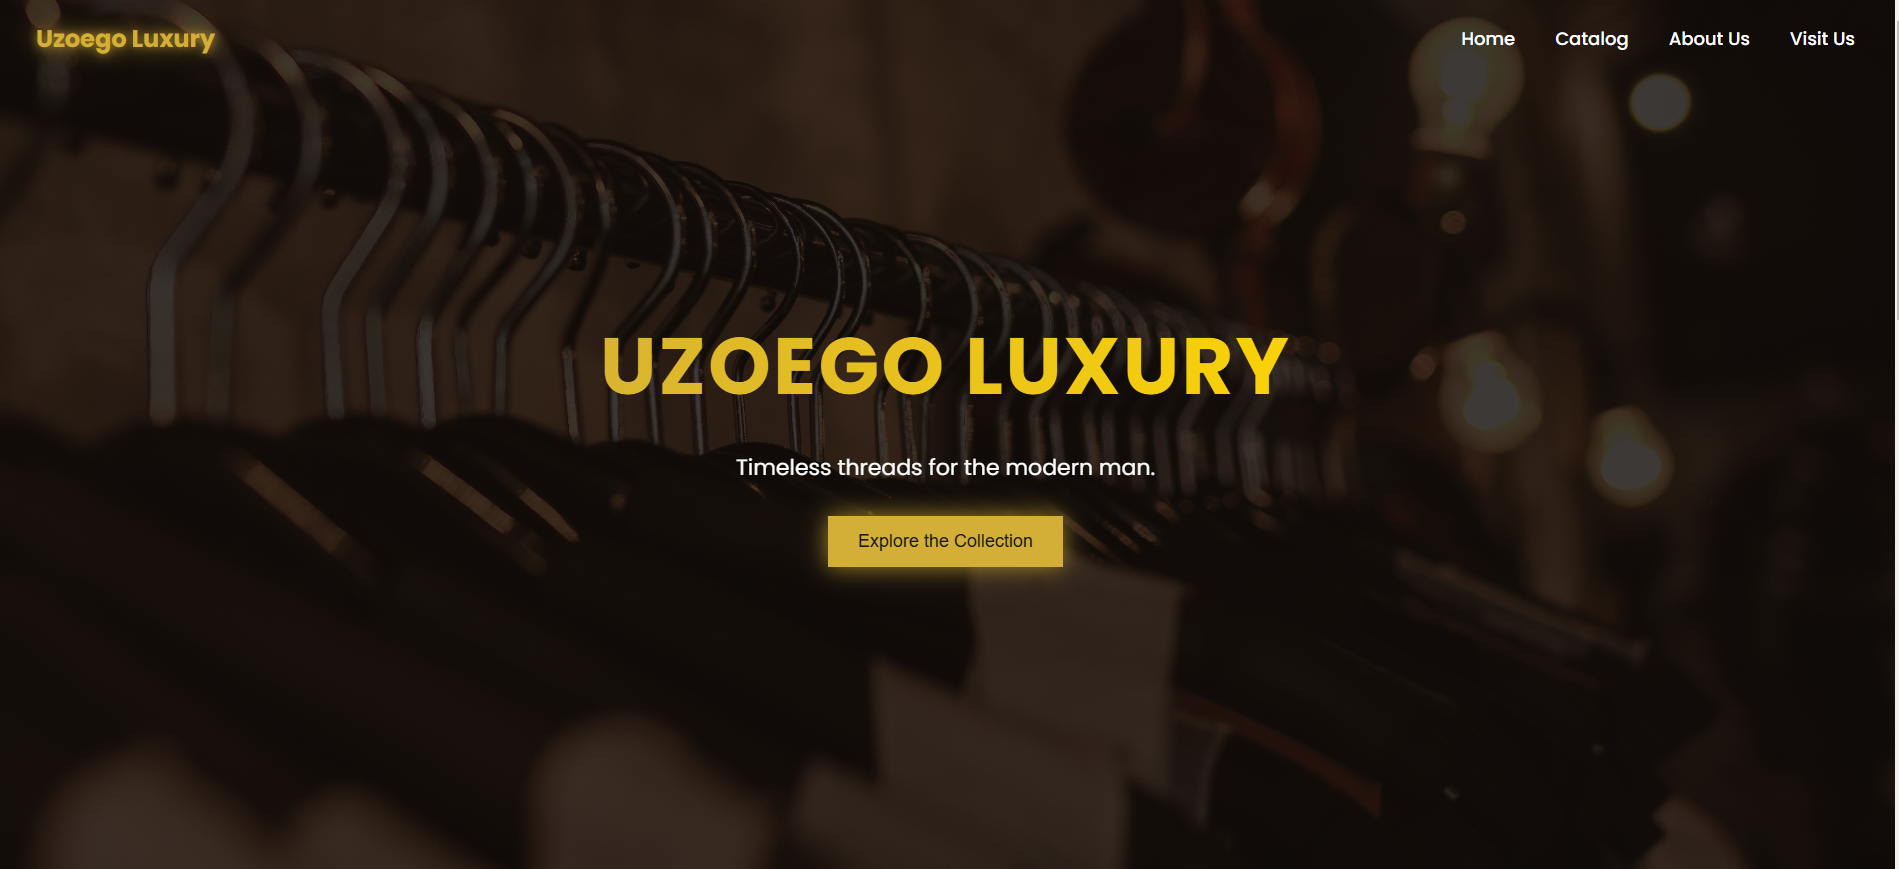 Uzoego Luxury
Home
Catalog
About Us
Visit Us
UZOEGO LUXURY
Timeless threads for the modern man.
Explore the Collection